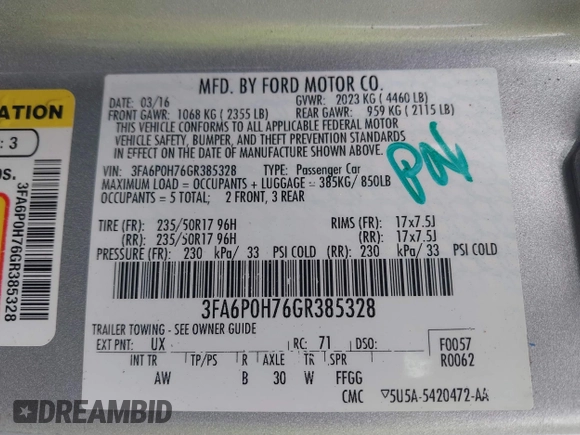 MFD. BY FORD MOTOR CO.
DATE: 03/16 GVWR: 2023 KG ( 4460 LB)
FRONT GAWR: 1068 KG ( 2355 LB) REAR GAWR: 959 KG ( 2115 LB)
THIS VEHICLE CONFORMS TO ALL APPLICABLE FEDERAL MOTOR
VEHICLE SAFETY, BUMPER, AND THEFT PREVENTION STANDARDS
IN EFFECT ON THE DATE OF MANUFACTURE SHOWN ABOVE.
VIN: 3FA6P0H76GR385328 TYPE: Passenger Car
MAXIMUM LOAD = OCCUPANTS + LUGGAGE = 385KG/ 850LB
OCCUPANTS = 5 TOTAL; 2 FRONT, 3 REAR
TIRE (FR): 235/50R17 96H RIMS (FR): 17x7.5J
(RR): 235/50R17 96H (RR): 17x7.5J
PRESSURE (FR): 230 kPa/ 33 PSI COLD (RR): 230 kPa/ 33 PSI COLD
3FA6P0H76GR385328
TRAILER TOWING - SEE OWNER GUIDE
EXT PNT: UX RC: 71 DSO: F0057
R0062
INT TR TP/PS R AXLE TR SPR
AW B 30 W FFGG
CMC ▽5U5A-5420472-AA
ATION
: 3
os.
3FA6P0H76GR385328
DREAMBID